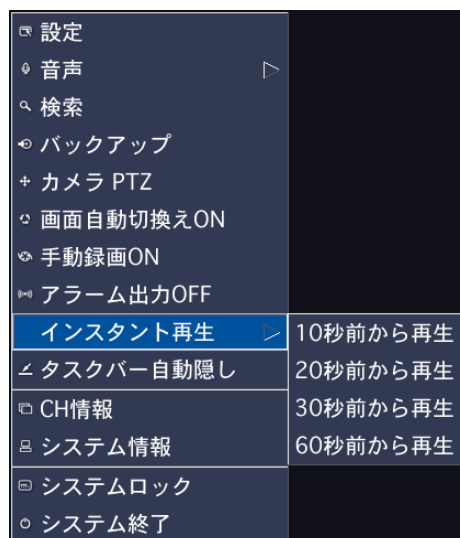 設定
音声
検索
バックアップ
カメラ PTZ
画面自動切換えON
手動録画ON
アラーム出力OFF
インスタント再生
10秒前から再生
20秒前から再生
30秒前から再生
60秒前から再生
タスクバー自動隠し
CH情報
システム情報
システムロック
システム終了